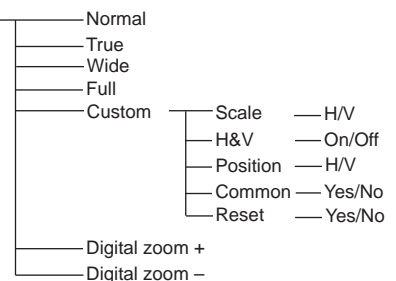 Normal
True
Wide
Full
Custom Scale H/V
H&V On/Off
Position H/V
Common Yes/No
Reset Yes/No
Digital zoom +
Digital zoom –